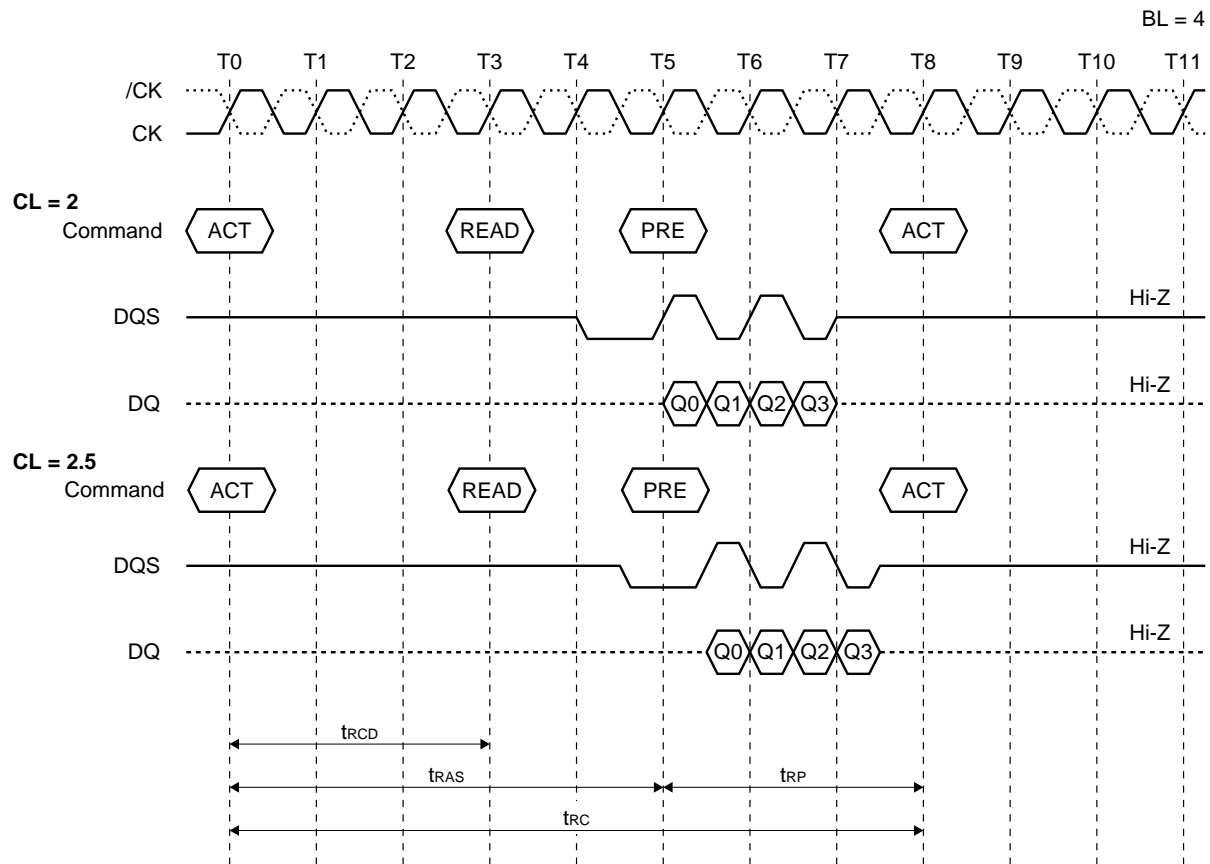 BL = 4
T0 T1 T2 T3 T4 T5 T6 T7 T8 T9 T10 T11
/CK
CK
CL = 2
Command ACT READ PRE ACT
DQS Hi-Z
DQ Q0 Q1 Q2 Q3 Hi-Z
CL = 2.5
Command ACT READ PRE ACT
DQS Hi-Z
DQ Q0 Q1 Q2 Q3 Hi-Z
tRCD
tRAS tRP
tRC